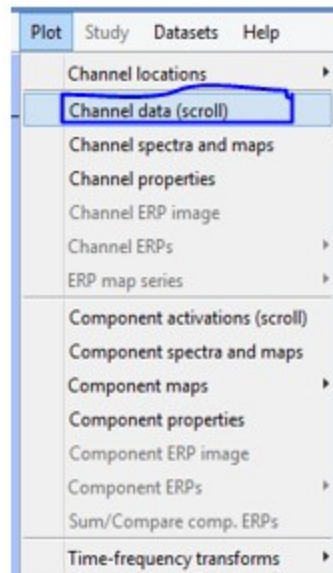 Plot Study Datasets Help
Channel locations
Channel data (scroll)
Channel spectra and maps
Channel properties
Channel ERP image
Channel ERPs
ERP map series
Component activations (scroll)
Component spectra and maps
Component maps
Component properties
Component ERP image
Component ERPs
Sum/Compare comp. ERPs
Time-frequency transforms